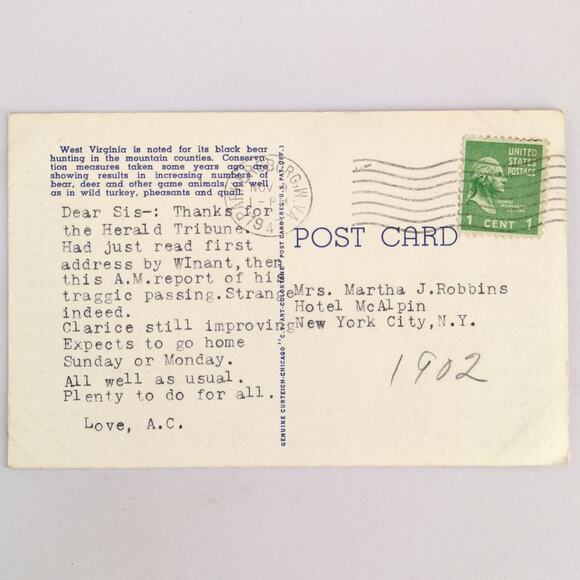 West Virginia is noted for its black bear
hunting in the mountain counties. Conserva-
tion measures taken some years ago are
showing results in increasing numbers of
bear, deer and other game animals, as well
as in wild turkey, pheasants and quail.
Dear Sis-: Thanks for
the Herald Tribune.
Had just read first
address by WInant, then
this A.M.report of his
traggic passing.Strange
indeed.
Clarice still improving
Expects to go home
Sunday or Monday.
All well as usual.
Plenty to do for all.
Love, A.C.
GENUINE CURTEICH-CHICAGO "C.T. ART-COLORTONE" POST CARD (REG. U.S. PAT. OFF.)
NOV
W.VA.
UNITED
STATES
POSTAGE
1 CENT 1
POST CARD
Mrs. Martha J.Robbins
Hotel McAlpin
New York City,N.Y.
1902